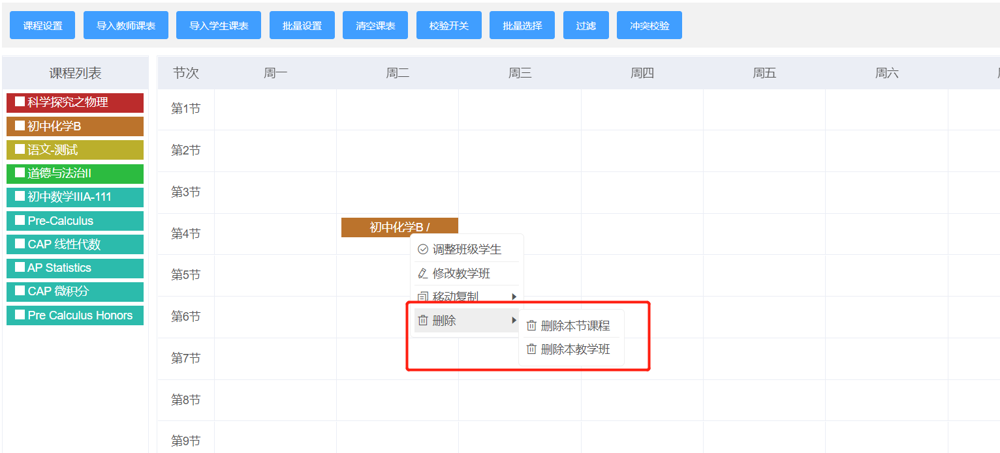 课程设置 导入教师课表 导入学生课表 批量设置 清空课表 校验开关 批量选择 过滤 冲突校验
课程列表
科学探究之物理
初中化学B
语文-测试
道德与法治II
初中数学IIIA-111
Pre-Calculus
CAP 线性代数
AP Statistics
CAP 微积分
Pre Calculus Honors
节次 周一 周二 周三 周四 周五 周六
第1节
第2节
第3节
第4节
初中化学B /
调整班级学生
修改教学班
移动复制
删除
删除本节课程
删除本教学班
第5节
第6节
第7节
第8节
第9节